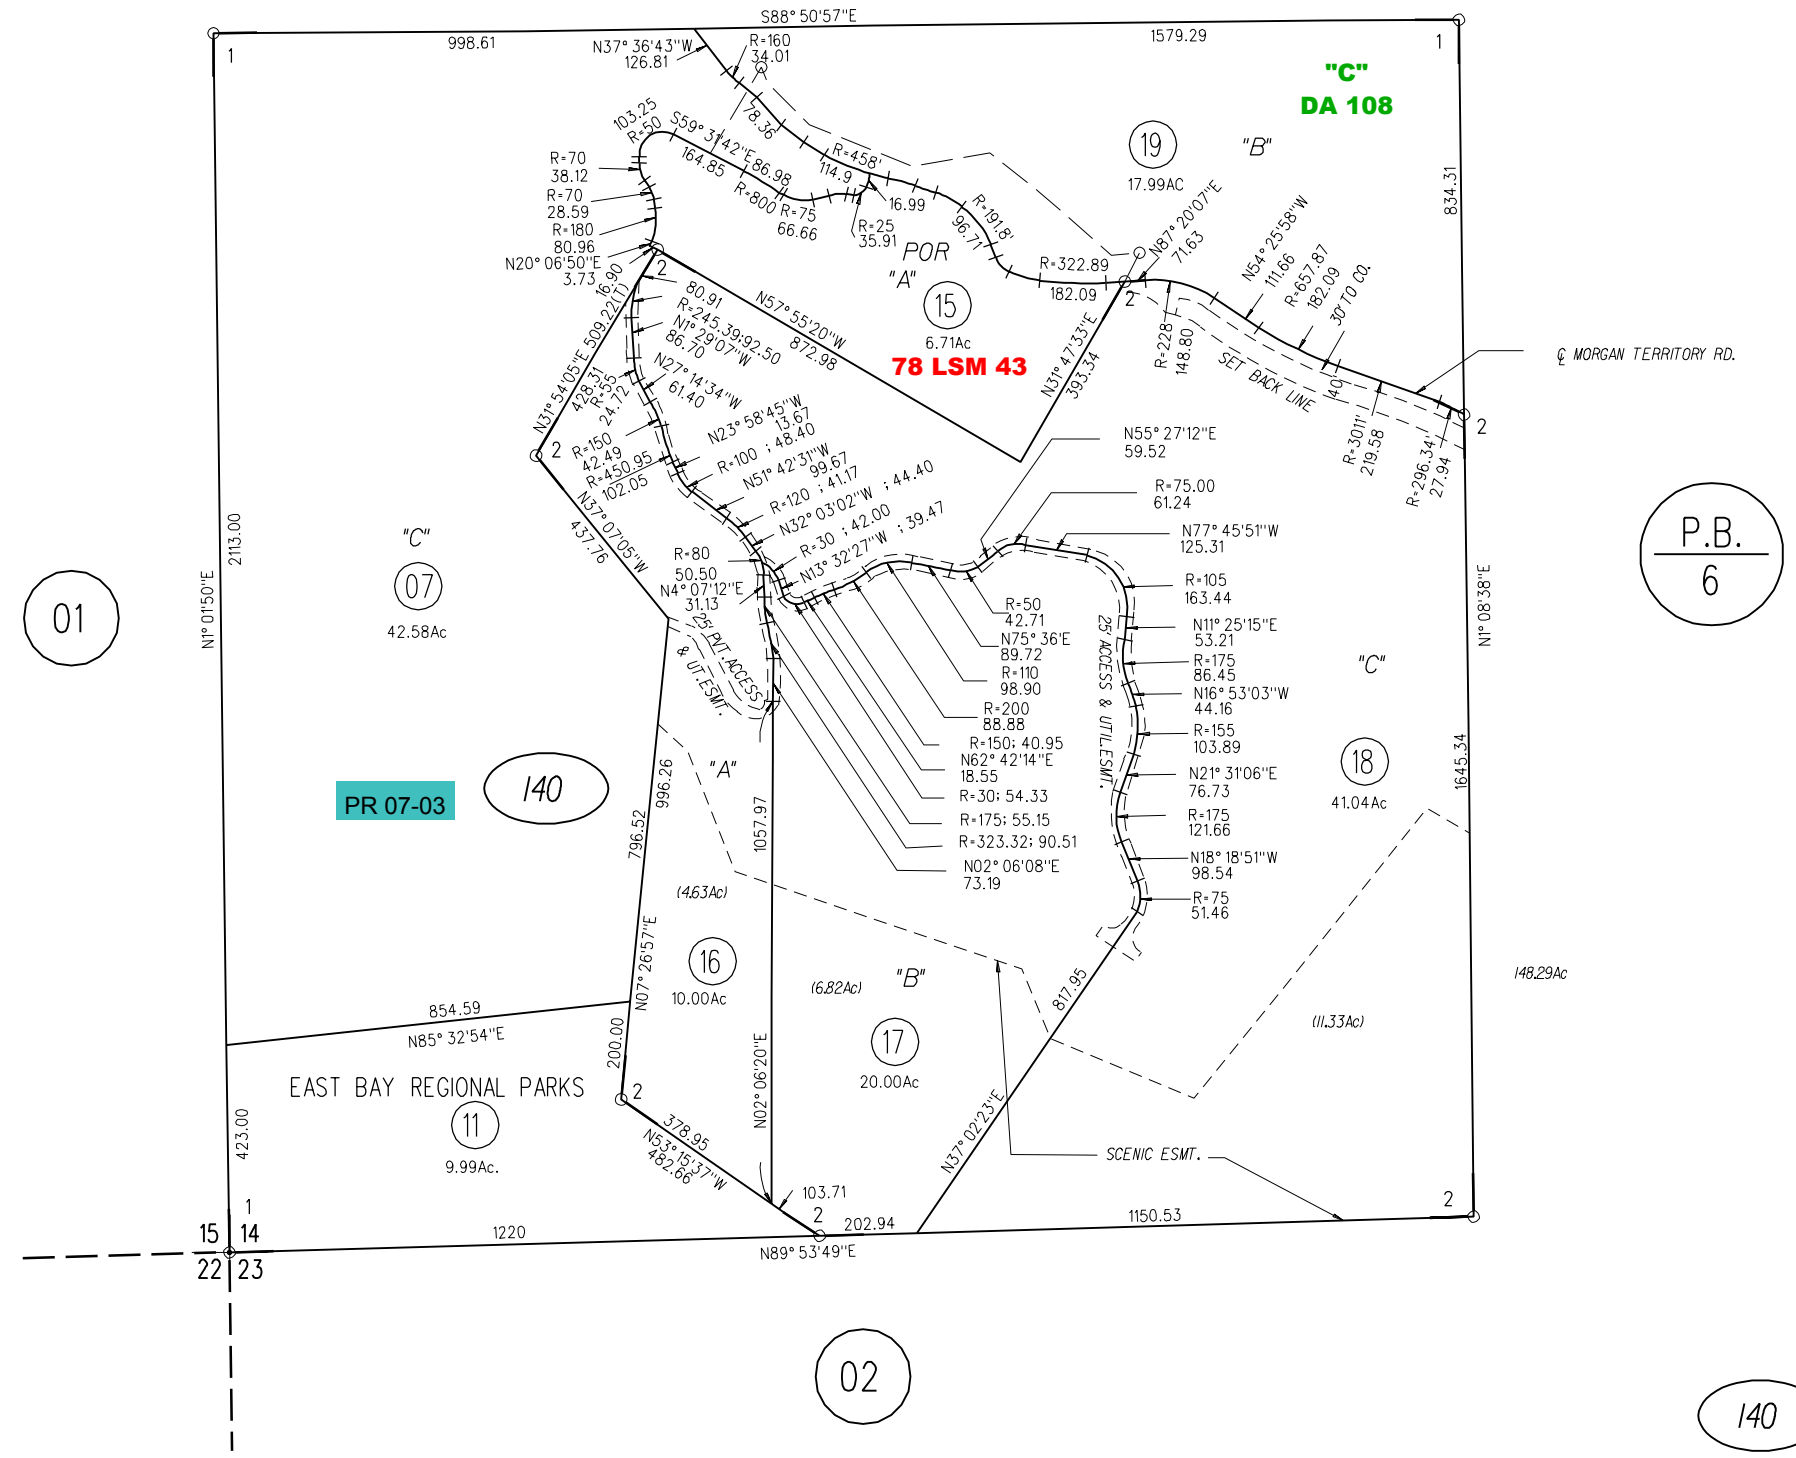 S88° 50'57"E
998.61
1579.29
1
1
N37° 36'43"W
126.81
R=160
34.01
"C"
DA 108
78.36
103.25
R=50
S59° 31'42"E
164.85
86.98
R=458'
114.9
19
"B"
17.99AC
834.31
R=70
38.12
R=70
28.59
R=180
80.96
N20° 06'50"E
3.73
16.90
R=800
R=75
66.66
R=25
35.91
16.99
R=191.8'
96.71
POR
"A"
15
6.71Ac
78 LSM 43
R=322.89
182.09
N87° 20'07"E
71.63
N54° 25'58"W
111.66
R=657.87
182.09
30' TO CO.
2
2
N57° 55'20"W
872.98
N31° 47'33"E
393.34
R=228
148.80
SET BACK LINE
40'
℄ MORGAN TERRITORY RD.
R=3011'
219.58
R=296.34'
27.94
2
80.91
R=245.39;92.50
N1° 29'07"W
86.70
N27° 14'34"W
61.40
N31° 54'05"E 509.22(T)
428.31
R=55
24.72
R=150
42.49
R=450.95
102.05
2
N23° 58'45"W
13.67
R=100 ; 48.40
N51° 42'31"W
99.67
R=120 ; 41.17
N32° 03'02"W ; 44.40
R=30 ; 42.00
N13° 32'27"W ; 39.47
N37° 07'05"W
437.76
R=80
50.50
N4° 07'12"E
31.13
25' PVT. ACCESS
& UT. ESMT.
N55° 27'12"E
59.52
R=75.00
61.24
N77° 45'51"W
125.31
R=105
163.44
N11° 25'15"E
53.21
R=175
86.45
N16° 53'03"W
44.16
R=155
103.89
N21° 31'06"E
76.73
R=175
121.66
N18° 18'51"W
98.54
R=75
51.46
25' ACCESS & UTIL.ESMT.
R=50
42.71
N75° 36'E
89.72
R=110
98.90
R=200
88.88
R=150; 40.95
N62° 42'14"E
18.55
R=30; 54.33
R=175; 55.15
R=323.32; 90.51
N02° 06'08"E
73.19
P.B.
6
01
2113.00
N1° 01'50"E
"C"
07
42.58Ac
PR 07-03
140
996.26
796.52
"A"
1057.97
"C"
18
41.04Ac
N1° 08'38"E
1645.34
(4.63Ac)
16
10.00Ac
N07° 26'57"E
200.00
(6.82Ac)
"B"
17
20.00Ac
817.95
N37° 02'23"E
(11.33Ac)
148.29Ac
854.59
N85° 32'54"E
EAST BAY REGIONAL PARKS
11
9.99Ac.
423.00
2
378.95
N53° 15'37"W
482.66
N02° 06'20"E
103.71
SCENIC ESMT.
1
15 14
22 23
1220
2
202.94
N89° 53'49"E
1150.53
2
02
140